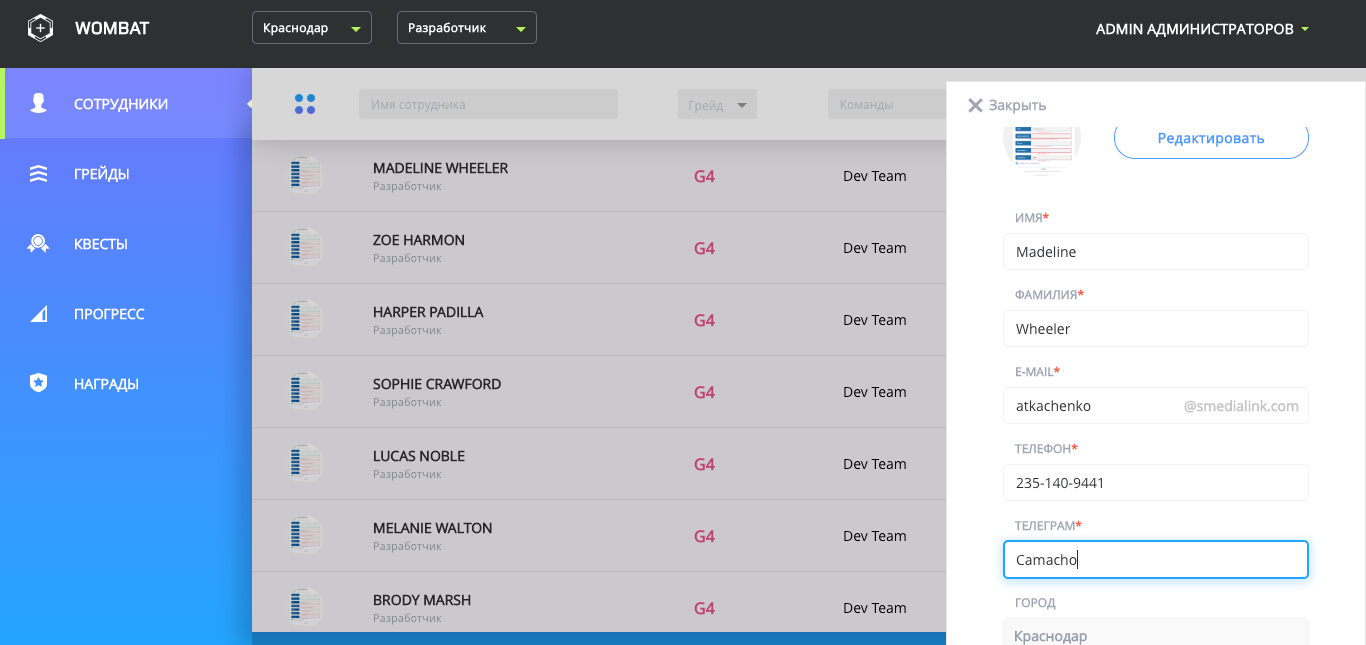 WOMBAT
Краснодар
Разработчик
ADMIN АДМИНИСТРАТОРОВ
СОТРУДНИКИ
ГРЕЙДЫ
КВЕСТЫ
ПРОГРЕСС
НАГРАДЫ
Имя сотрудника
Грейд
Команды
MADELINE WHEELER
Разработчик
G4
Dev Team
ZOE HARMON
Разработчик
G4
Dev Team
HARPER PADILLA
Разработчик
G4
Dev Team
SOPHIE CRAWFORD
Разработчик
G4
Dev Team
LUCAS NOBLE
Разработчик
G4
Dev Team
MELANIE WALTON
Разработчик
G4
Dev Team
BRODY MARSH
Разработчик
G4
Dev Team
Закрыть
Редактировать
ИМЯ*
Madeline
ФАМИЛИЯ*
Wheeler
E-MAIL*
atkachenko @smedialink.com
ТЕЛЕФОН*
235-140-9441
ТЕЛЕГРАМ*
Camacho
ГОРОД
Краснодар